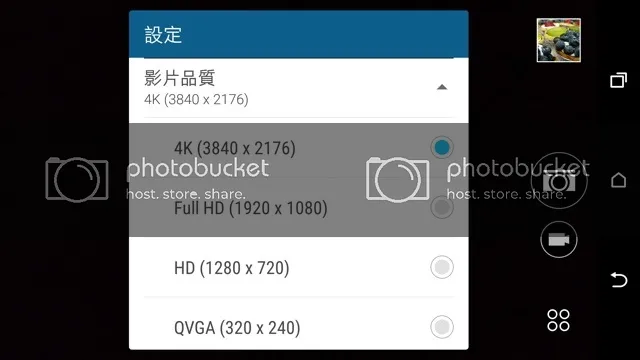 設定
影片品質
4K (3840 x 2176)
4K (3840 x 2176)
photobucket
host. store. share.
photobucket
host. store. share.
Full HD (1920 x 1080)
HD (1280 x 720)
QVGA (320 x 240)